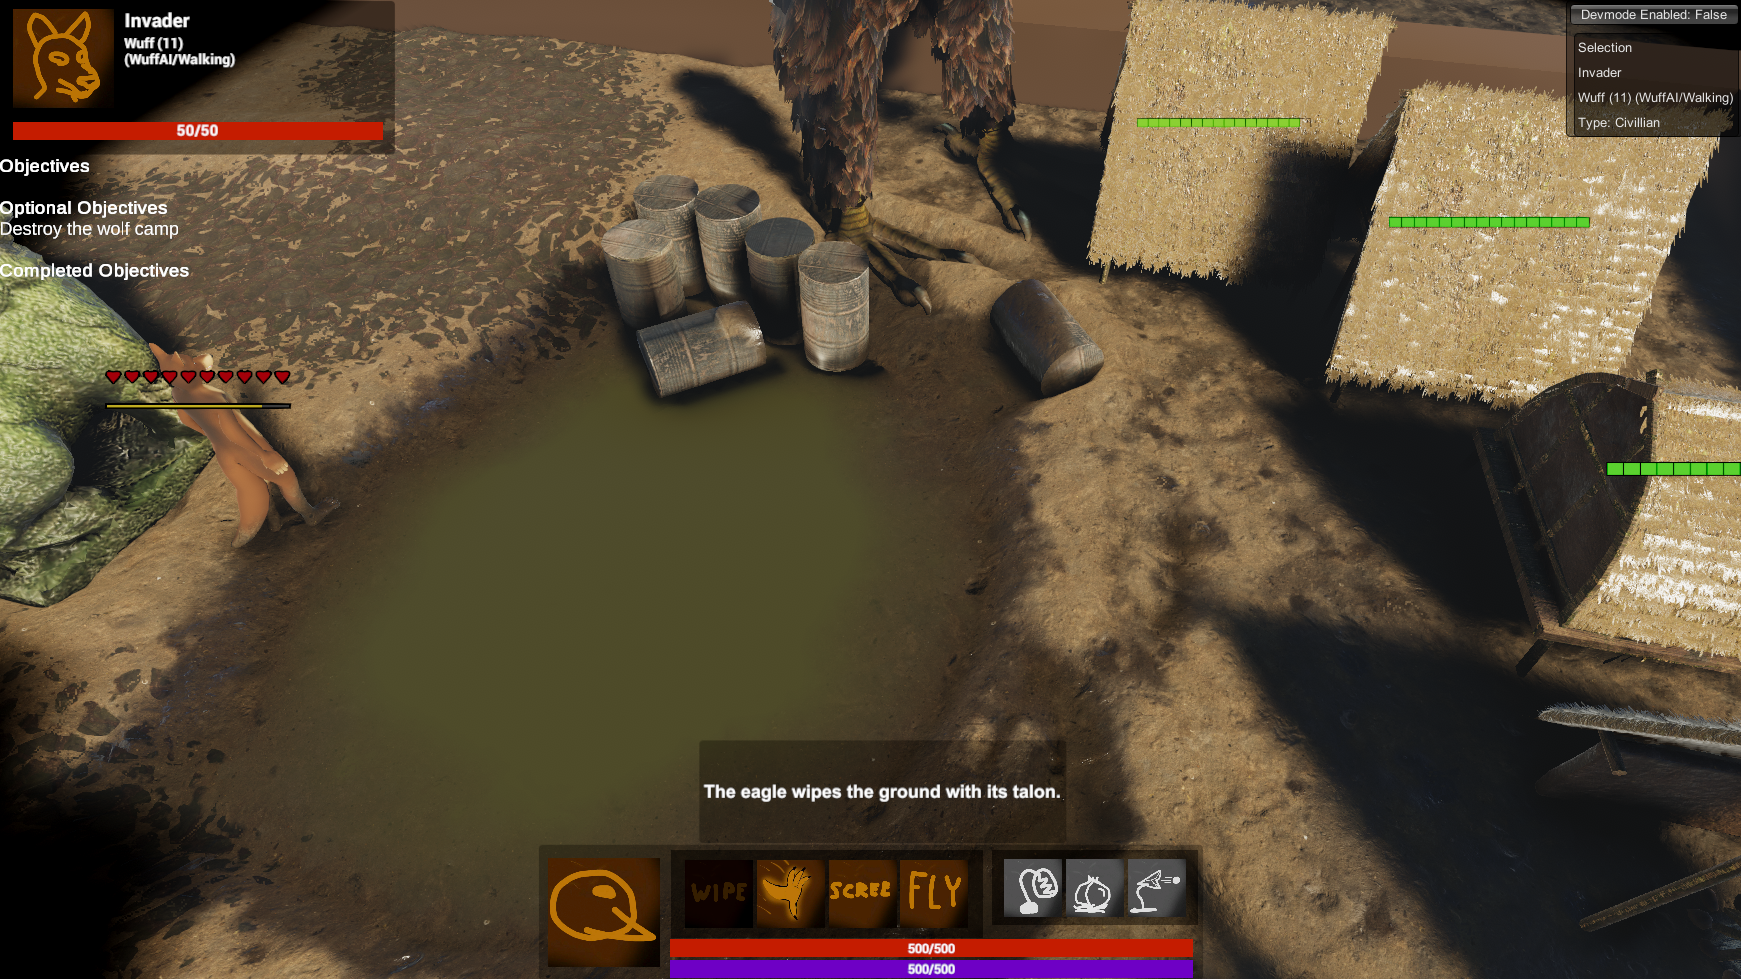 Invader
Wuff (11)
(WuffAI/Walking)
50/50
Objectives
Optional Objectives
Destroy the wolf camp
Completed Objectives
Devmode Enabled: False
Selection
Invader
Wuff (11) (WuffAI/Walking)
Type: Civillian
The eagle wipes the ground with its talon.
WIPE
SCREE
FLY
500/500
500/500